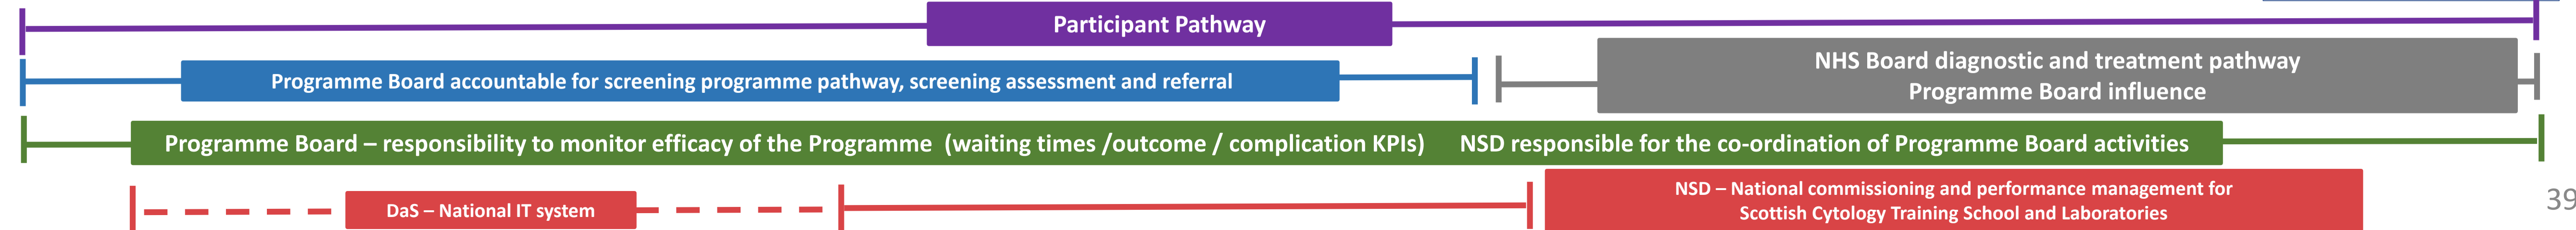 Participant Pathway
Programme Board accountable for screening programme pathway, screening assessment and referral
NHS Board diagnostic and treatment pathway
Programme Board influence
Programme Board – responsibility to monitor efficacy of the Programme (waiting times /outcome / complication KPIs) NSD responsible for the co-ordination of Programme Board activities
DaS – National IT system
NSD – National commissioning and performance management for
Scottish Cytology Training School and Laboratories
39